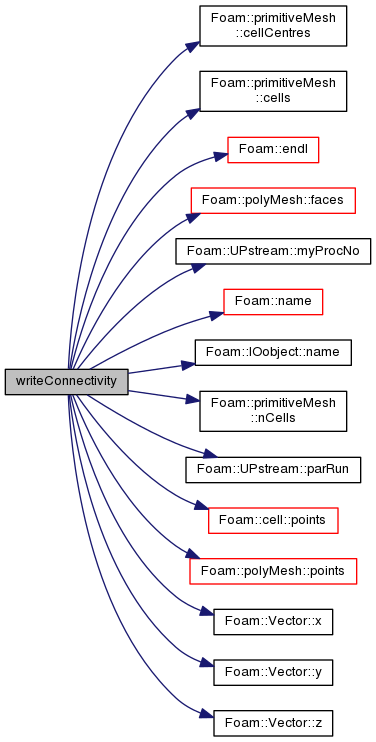 Foam::primitiveMesh
::cellCentres
Foam::primitiveMesh
::cells
Foam::endl
Foam::polyMesh::faces
Foam::UPstream::myProcNo
Foam::name
writeConnectivity
Foam::IOobject::name
Foam::primitiveMesh
::nCells
Foam::UPstream::parRun
Foam::cell::points
Foam::polyMesh::points
Foam::Vector::x
Foam::Vector::y
Foam::Vector::z